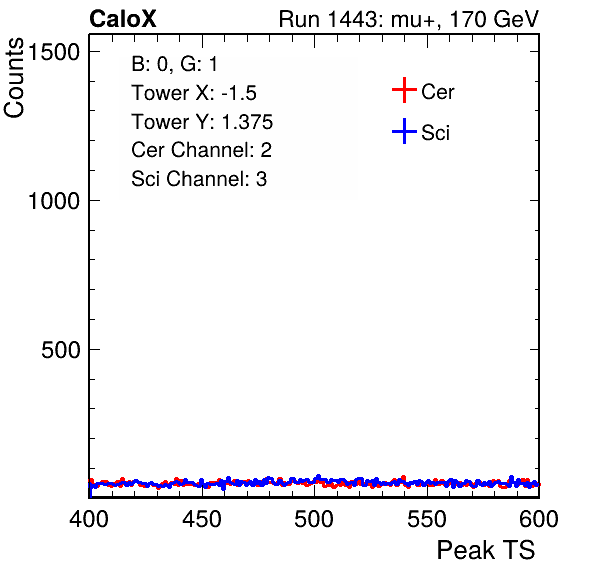 CaloX
Run 1443: mu+, 170 GeV
Counts
1500
1000
500
B: 0, G: 1
Tower X: -1.5
Tower Y: 1.375
Cer Channel: 2
Sci Channel: 3
Cer
Sci
400
450
500
550
600
Peak TS